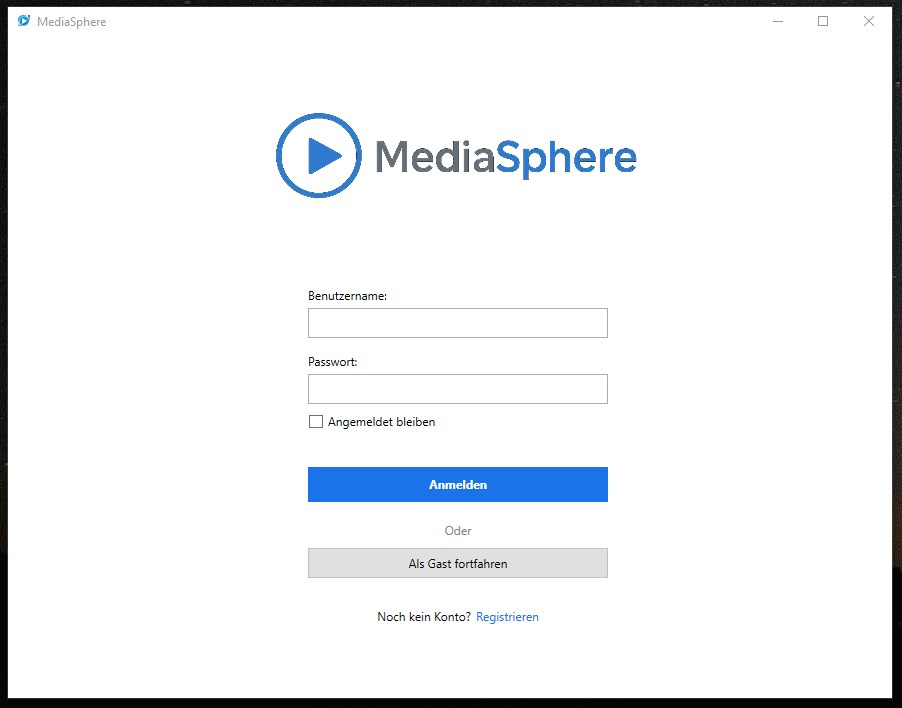 MediaSphere
MediaSphere
Benutzername:
Passwort:
Angemeldet bleiben
Anmelden
Oder
Als Gast fortfahren
Noch kein Konto? Registrieren